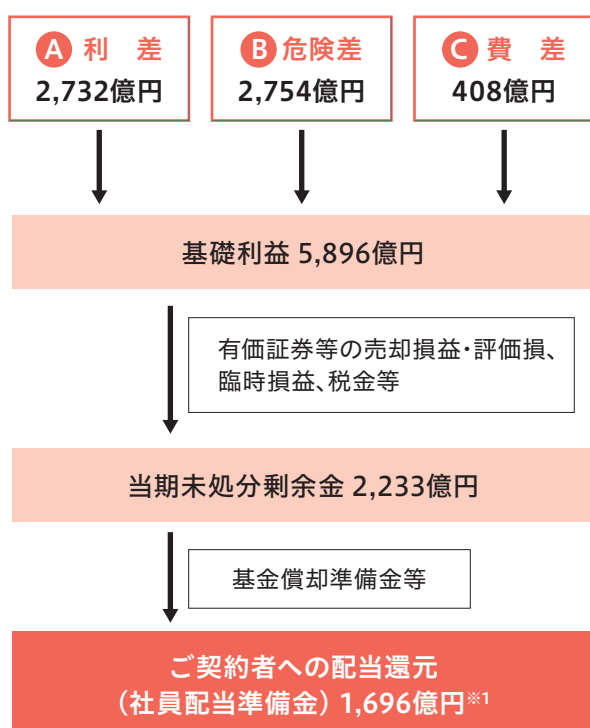 A 利 差
2,732億円
B 危険差
2,754億円
C 費 差
408億円
基礎利益 5,896億円
有価証券等の売却損益・評価損、
臨時損益、税金等
当期未処分剰余金 2,233億円
基金償却準備金等
ご契約者への配当還元
（社員配当準備金）1,696億円※1